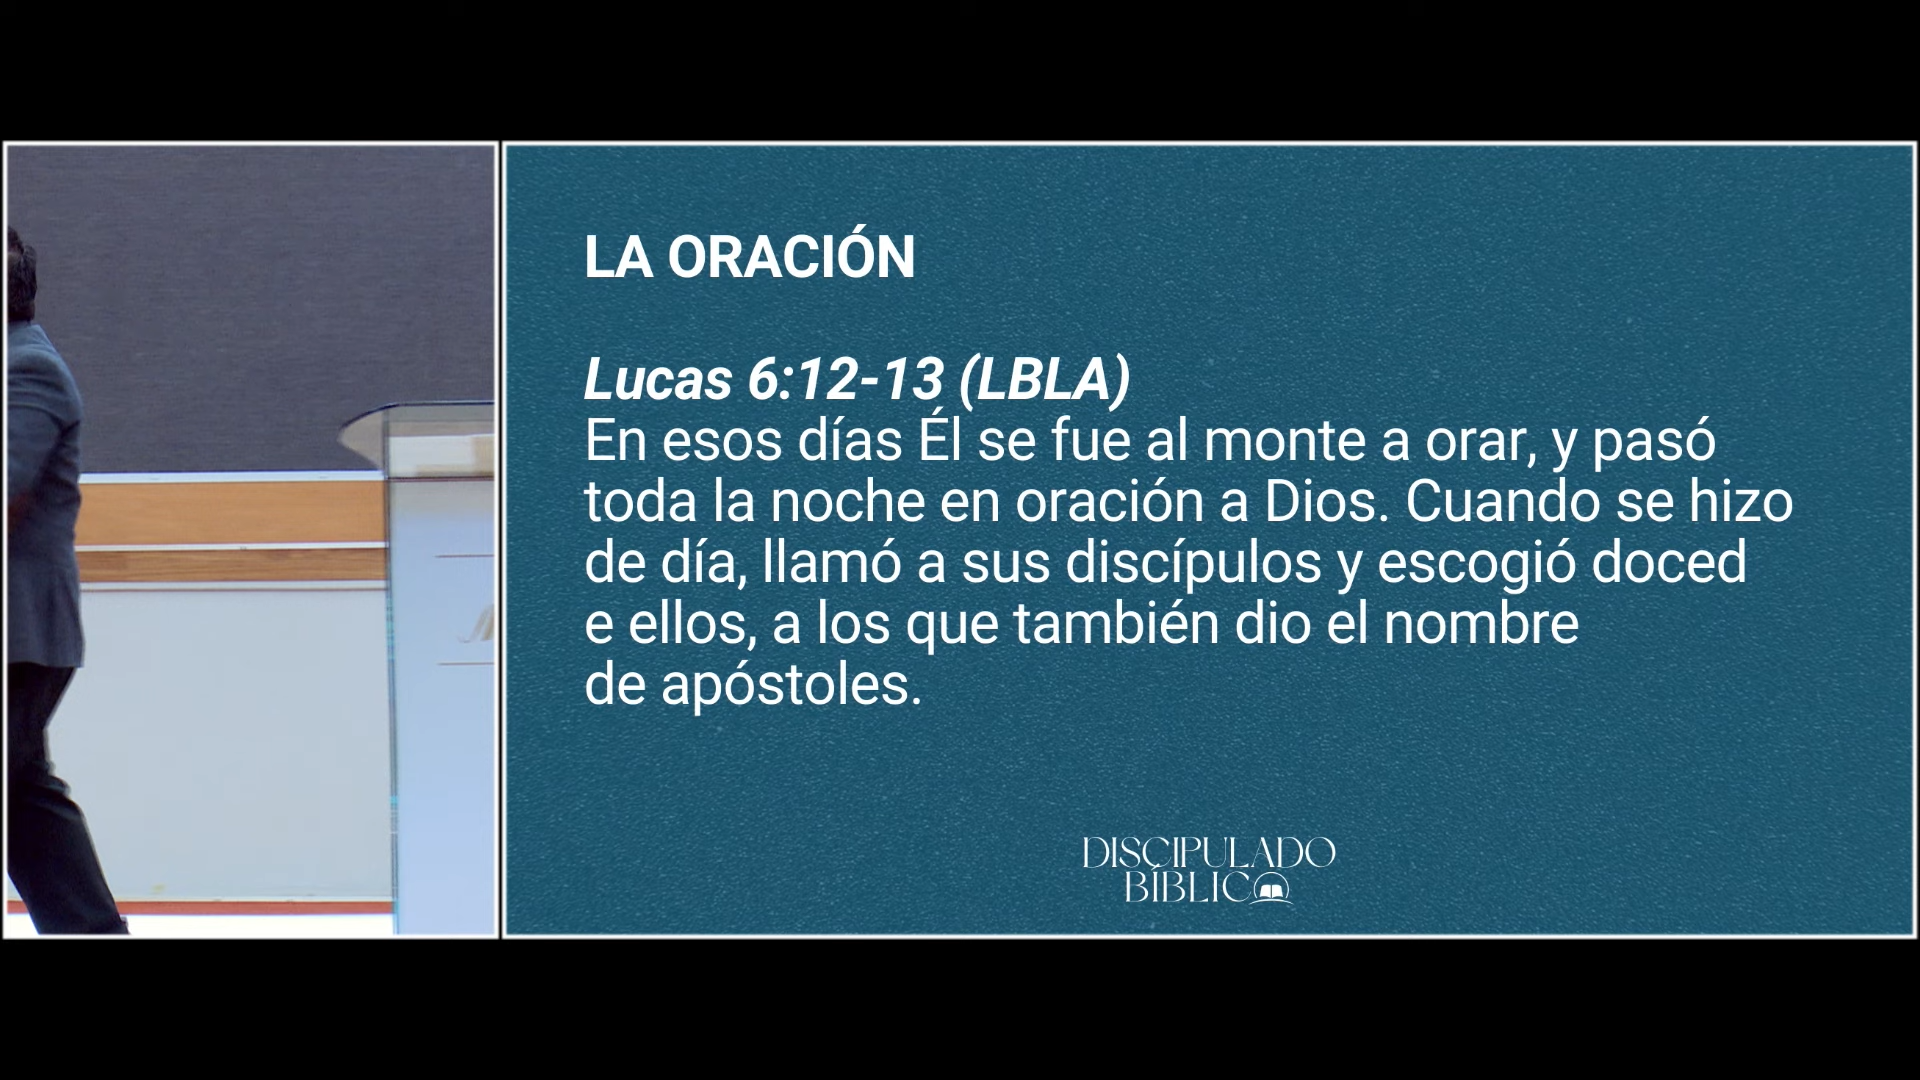 LA ORACIÓN
Lucas 6:12-13 (LBLA)
En esos días Él se fue al monte a orar, y pasó
toda la noche en oración a Dios. Cuando se hizo
de día, llamó a sus discípulos y escogió doced
e ellos, a los que también dio el nombre
de apóstoles.
DISCIPULADO
BÍBLICO